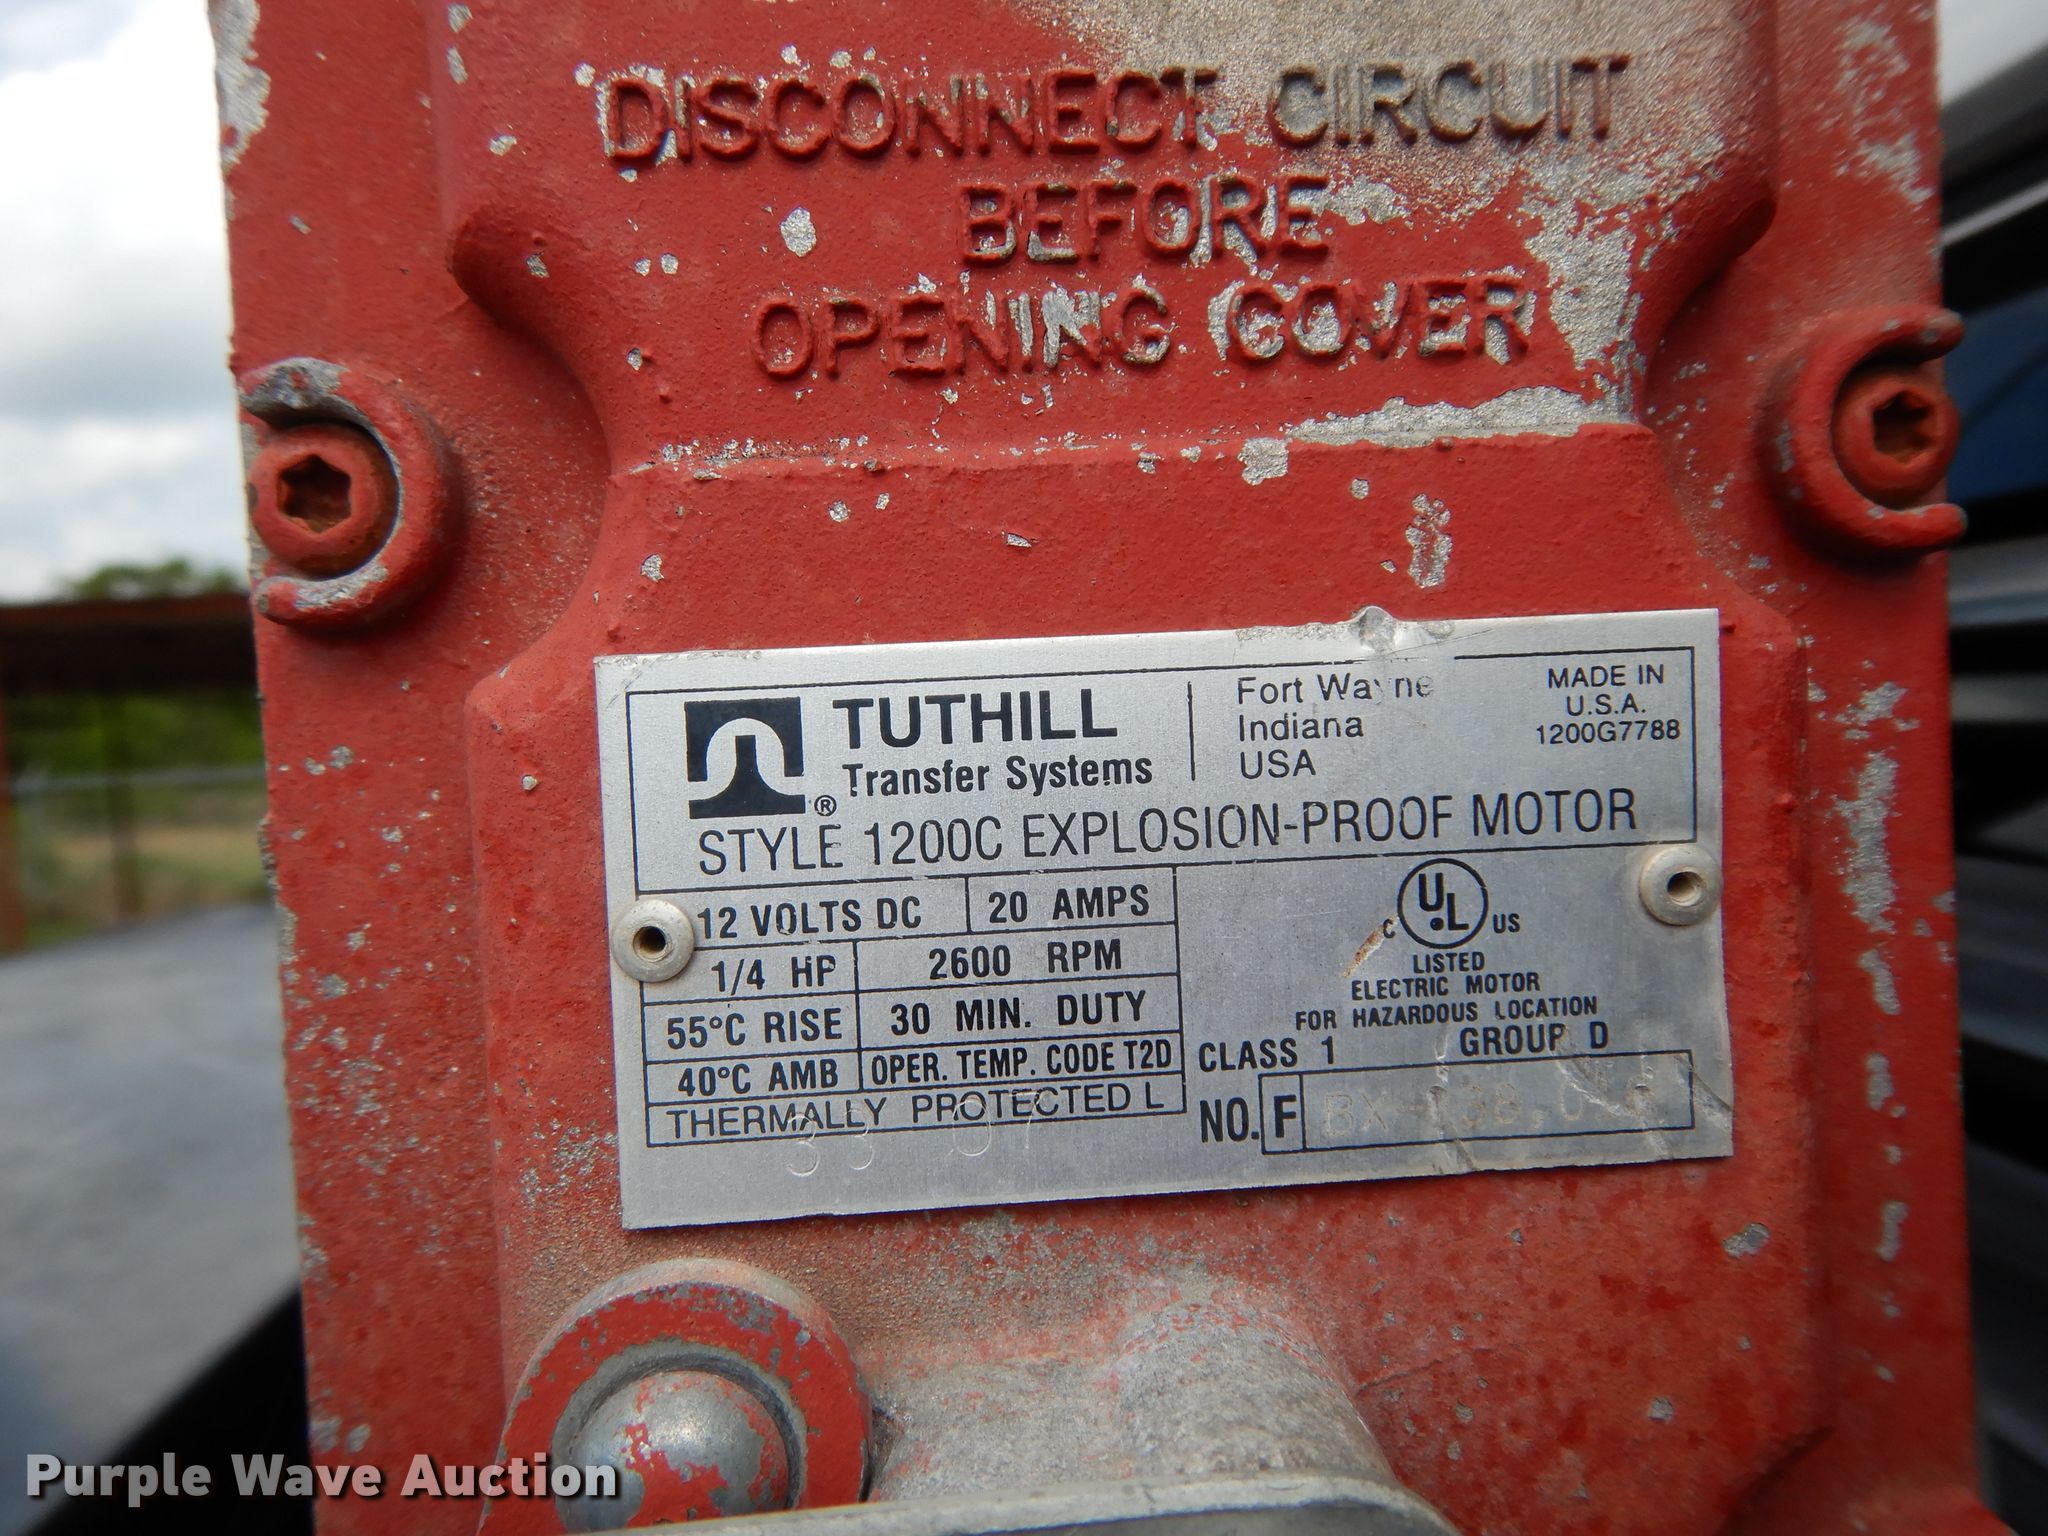 DISCONNECT CIRCUIT
BEFORE
OPENING COVER
TUTHILL
Transfer Systems
®
Fort Wayne
Indiana
USA
MADE IN
U.S.A.
1200G7788
STYLE 1200C EXPLOSION-PROOF MOTOR
12 VOLTS DC 20 AMPS
1/4 HP 2600 RPM
55°C RISE 30 MIN. DUTY
40°C AMB OPER. TEMP. CODE T2D
THERMALLY PROTECTED L
33 07
C UL US
LISTED
ELECTRIC MOTOR
FOR HAZARDOUS LOCATION
CLASS 1 GROUP D
NO. F
Purple Wave Auction